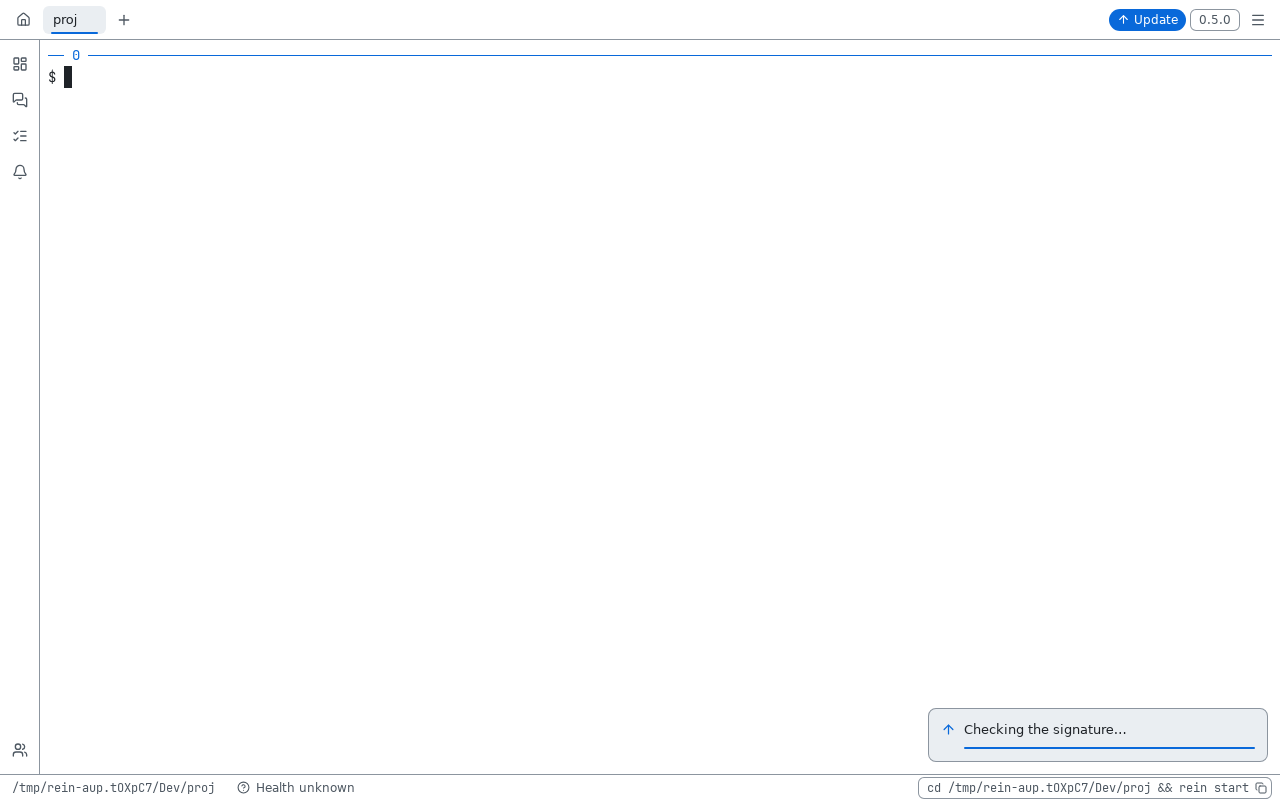 proj
Update
0.5.0
0
$
Checking the signature...
/tmp/rein-aup.tOXpC7/Dev/proj
Health unknown
cd /tmp/rein-aup.tOXpC7/Dev/proj && rein start